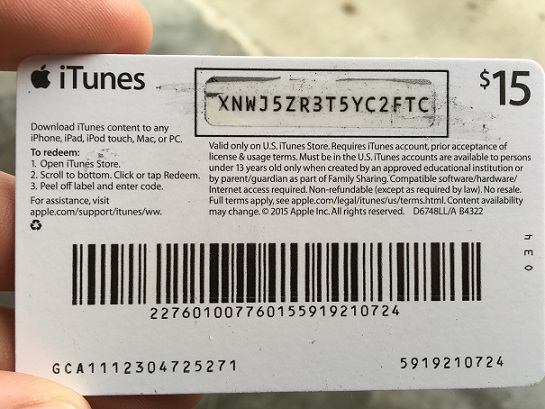 iTunes
XNWJ5ZR3T5YC2FTC
$15
Download iTunes content to any
iPhone, iPad, iPod touch, Mac, or PC.
To redeem:
1. Open iTunes Store.
2. Scroll to bottom. Click or tap Redeem.
3. Peel off label and enter code.
For assistance, visit
apple.com/support/itunes/ww.
Valid only on U.S. iTunes Store. Requires iTunes account, prior acceptance of
license & usage terms. Must be in the U.S. iTunes accounts are available to persons
under 13 years old only when created by an approved educational institution or
by parent/guardian as part of Family Sharing. Compatible software/hardware/
Internet access required. Non-refundable (except as required by law). No resale.
Full terms apply, see apple.com/legal/itunes/us/terms.html. Content availability
may change. © 2015 Apple Inc. All rights reserved. D6748LL/A B4322
4 E 0
227601007760155919210724
GCA1112304725271
5919210724